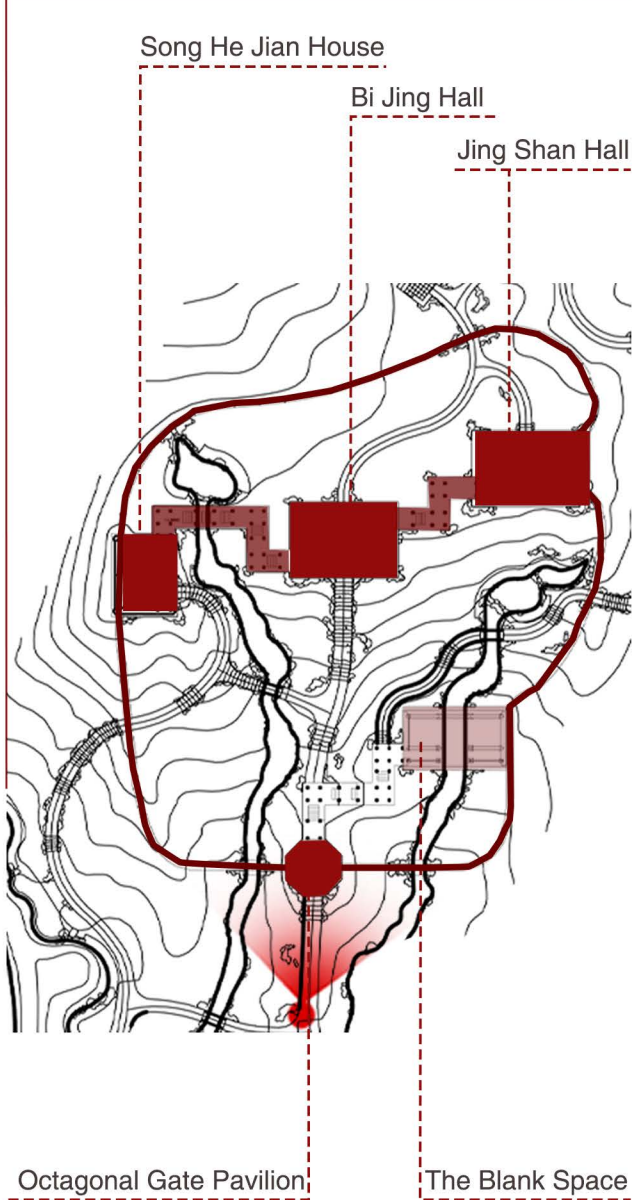 Song He Jian House
Bi Jing Hall
Jing Shan Hall
Octagonal Gate Pavilion
The Blank Space